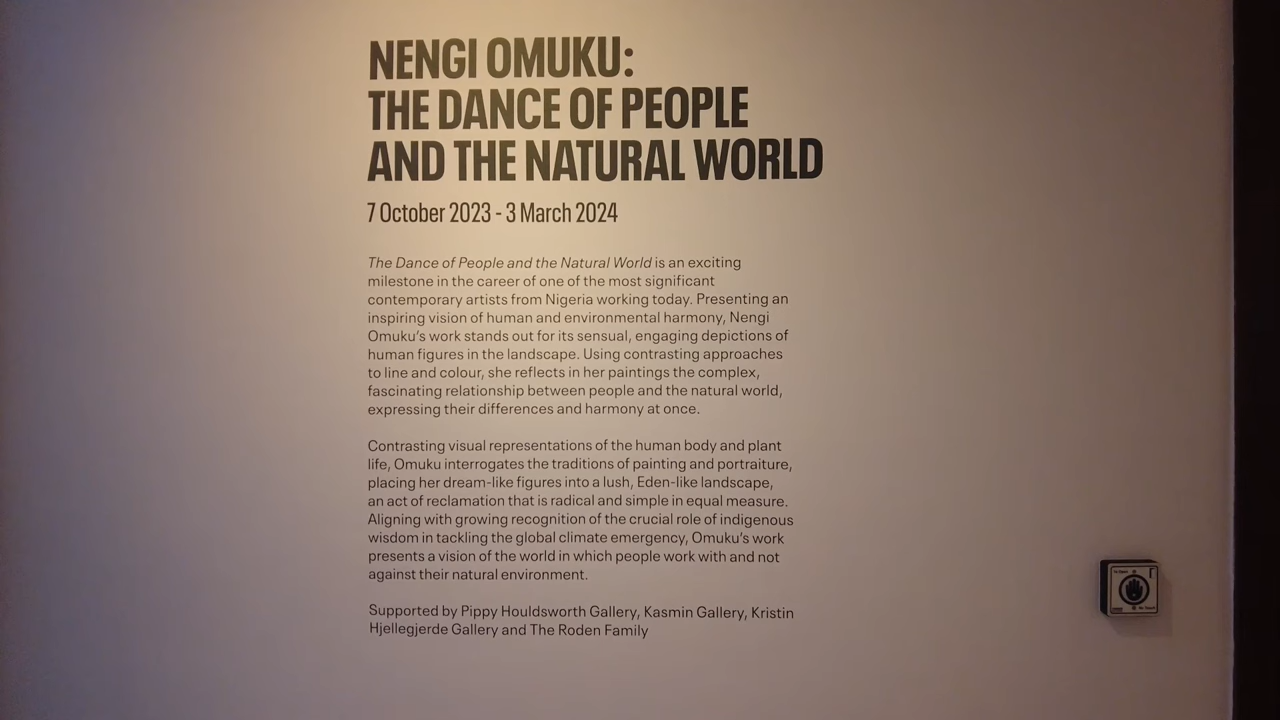 NENGI OMUKU:
THE DANCE OF PEOPLE
AND THE NATURAL WORLD
7 October 2023 - 3 March 2024
The Dance of People and the Natural World is an exciting
milestone in the career of one of the most significant
contemporary artists from Nigeria working today. Presenting an
inspiring vision of human and environmental harmony, Nengi
Omuku's work stands out for its sensual, engaging depictions of
human figures in the landscape. Using contrasting approaches
to line and colour, she reflects in her paintings the complex,
fascinating relationship between people and the natural world,
expressing their differences and harmony at once.
Contrasting visual representations of the human body and plant
life, Omuku interrogates the traditions of painting and portraiture,
placing her dream-like figures into a lush, Eden-like landscape,
an act of reclamation that is radical and simple in equal measure.
Aligning with growing recognition of the crucial role of indigenous
wisdom in tackling the global climate emergency, Omuku's work
presents a vision of the world in which people work with and not
against their natural environment.
Supported by Pippy Houldsworth Gallery, Kasmin Gallery, Kristin
Hjellegjerde Gallery and The Roden Family